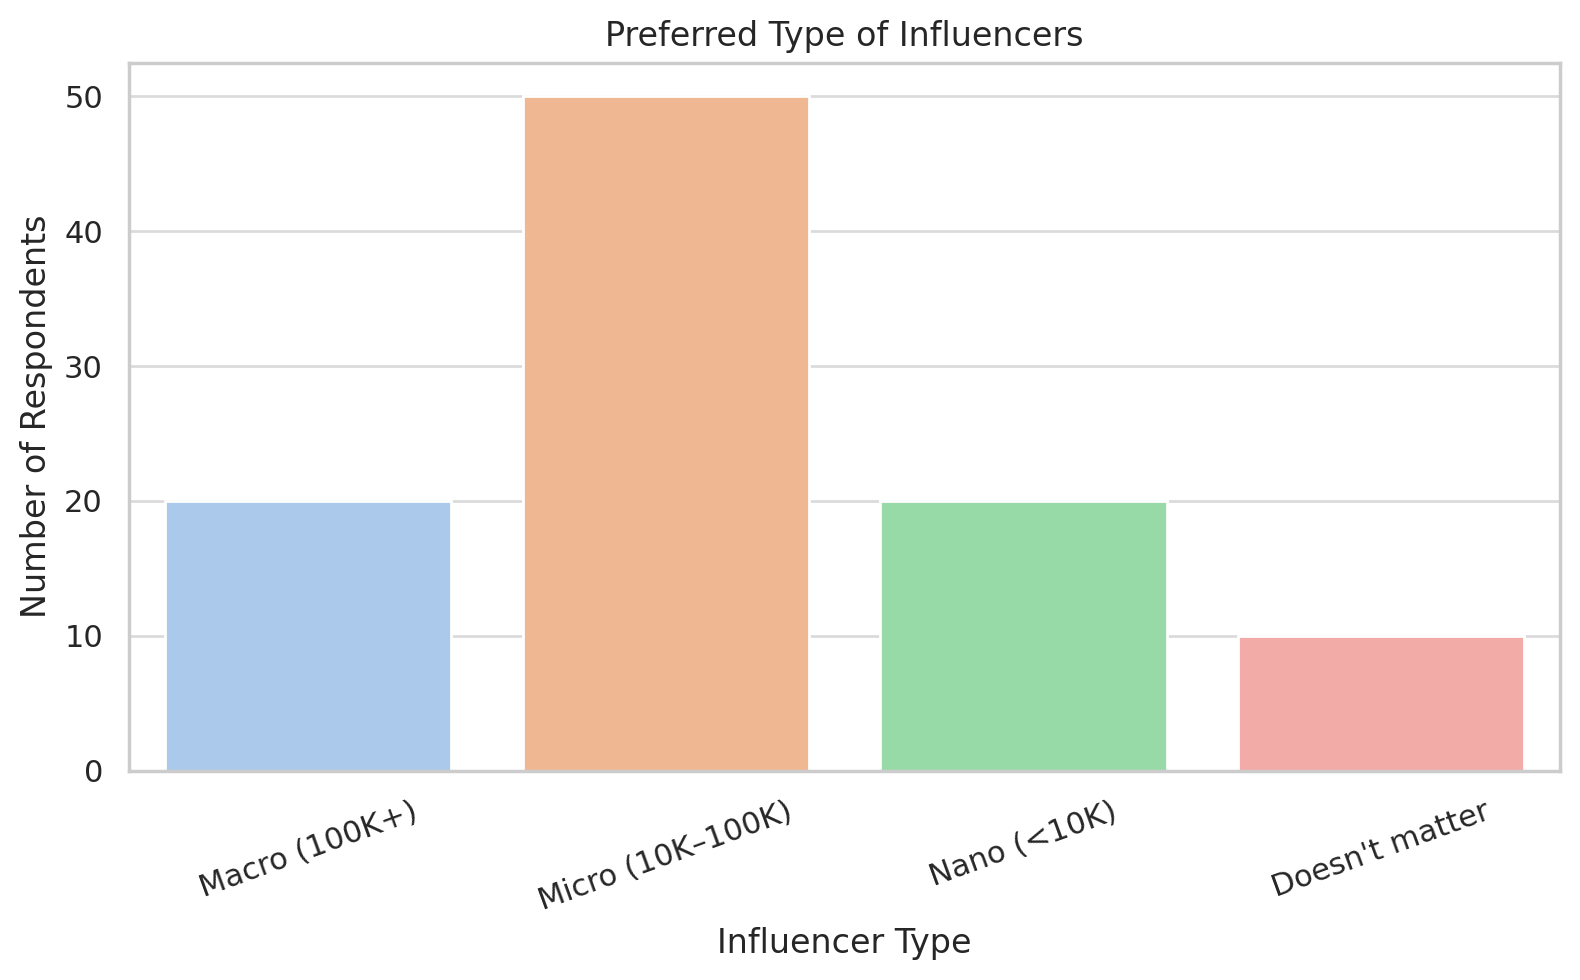 Preferred Type of Influencers
Number of Respondents
50
40
30
20
10
0
Macro (100K+)
Micro (10K–100K)
Nano (<10K)
Doesn't matter
Influencer Type